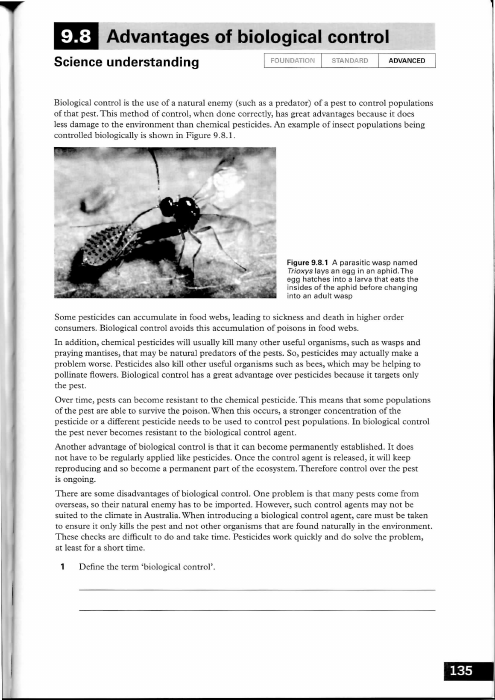 9.8 Advantages of biological control
Science understanding
FOUNDATION STANDARD ADVANCED
Biological control is the use of a natural enemy (such as a predator) of a pest to control populations
of that pest. This method of control, when done correctly, has great advantages because it does
less damage to the environment than chemical pesticides. An example of insect populations being
controlled biologically is shown in Figure 9.8.1.
Figure 9.8.1 A parasitic wasp named
Trioxys lays an egg in an aphid. The
egg hatches into a larva that eats the
insides of the aphid before changing
into an adult wasp
Some pesticides can accumulate in food webs, leading to sickness and death in higher order
consumers. Biological control avoids this accumulation of poisons in food webs.
In addition, chemical pesticides will usually kill many other useful organisms, such as wasps and
praying mantises, that may be natural predators of the pests. So, pesticides may actually make a
problem worse. Pesticides also kill other useful organisms such as bees, which may be helping to
pollinate flowers. Biological control has a great advantage over pesticides because it targets only
the pest.
Over time, pests can become resistant to the chemical pesticide. This means that some populations
of the pest are able to survive the poison. When this occurs, a stronger concentration of the
pesticide or a different pesticide needs to be used to control pest populations. In biological control
the pest never becomes resistant to the biological control agent.
Another advantage of biological control is that it can become permanently established. It does
not have to be regularly applied like pesticides. Once the control agent is released, it will keep
reproducing and so become a permanent part of the ecosystem. Therefore control over the pest
is ongoing.
There are some disadvantages of biological control. One problem is that many pests come from
overseas, so their natural enemy has to be imported. However, such control agents may not be
suited to the climate in Australia. When introducing a biological control agent, care must be taken
to ensure it only kills the pest and not other organisms that are found naturally in the environment.
These checks are difficult to do and take time. Pesticides work quickly and do solve the problem,
at least for a short time.
1 Define the term ‘biological control’.
135